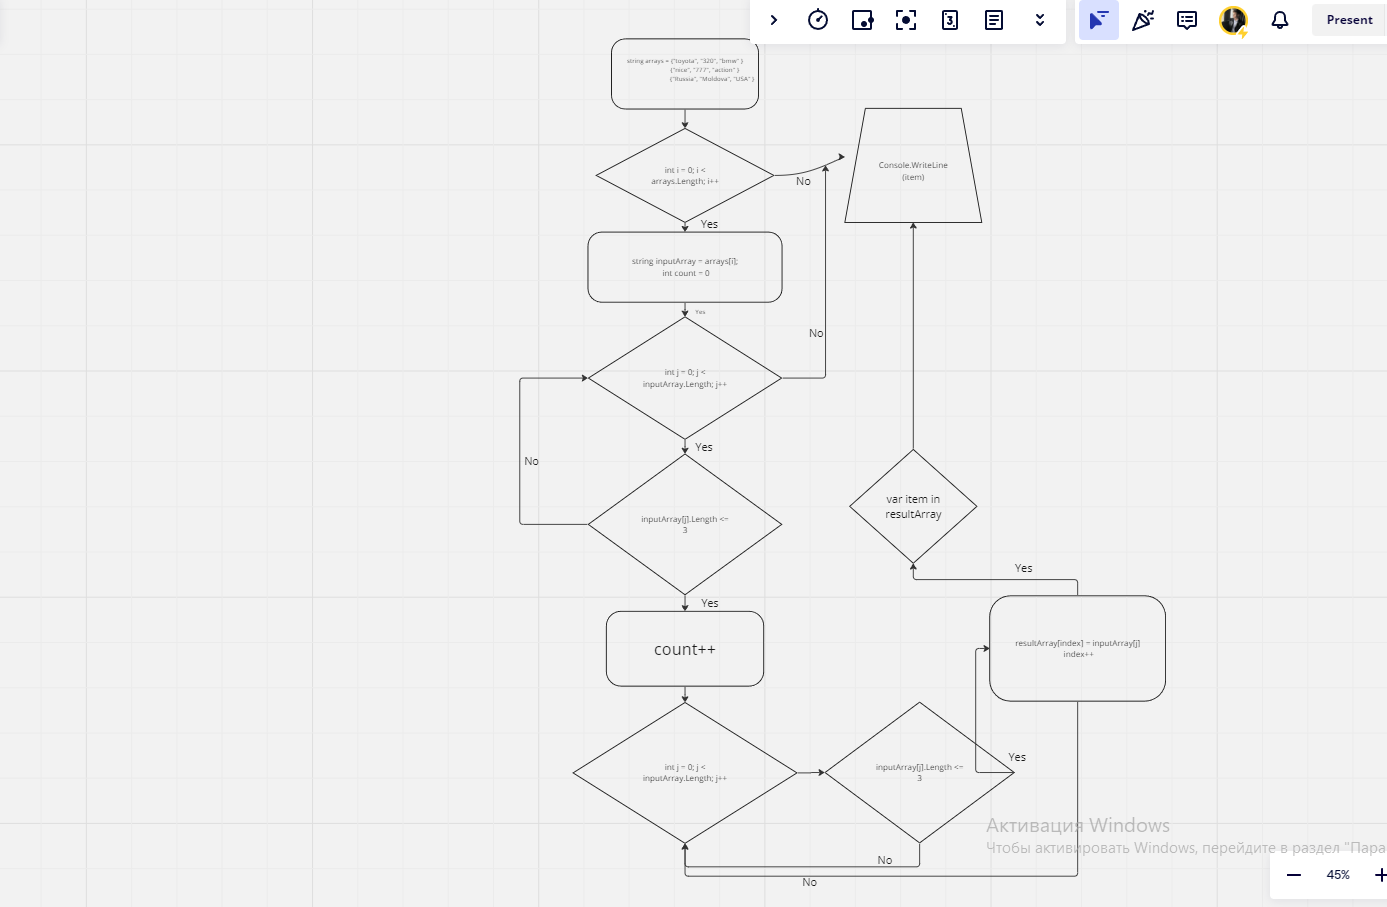 3
Present
string arrays = {"toyota", "320", "bmw" }
{"nice", "777", "action" }
{"Russia", "Moldova", "USA" }
int i = 0; i <
arrays.Length; i++
No
Console.WriteLine
(item)
Yes
string inputArray = arrays[i];
int count = 0
Yes
No
int j = 0; j <
inputArray.Length; j++
Yes
No
inputArray[j].Length <=
3
var item in
resultArray
Yes
Yes
count++
resultArray[index] = inputArray[j]
index++
Yes
int j = 0; j <
inputArray.Length; j++
inputArray[j].Length <=
3
Активация Windows
Чтобы активировать Windows, перейдите в раздел "Пара
No
No
45%